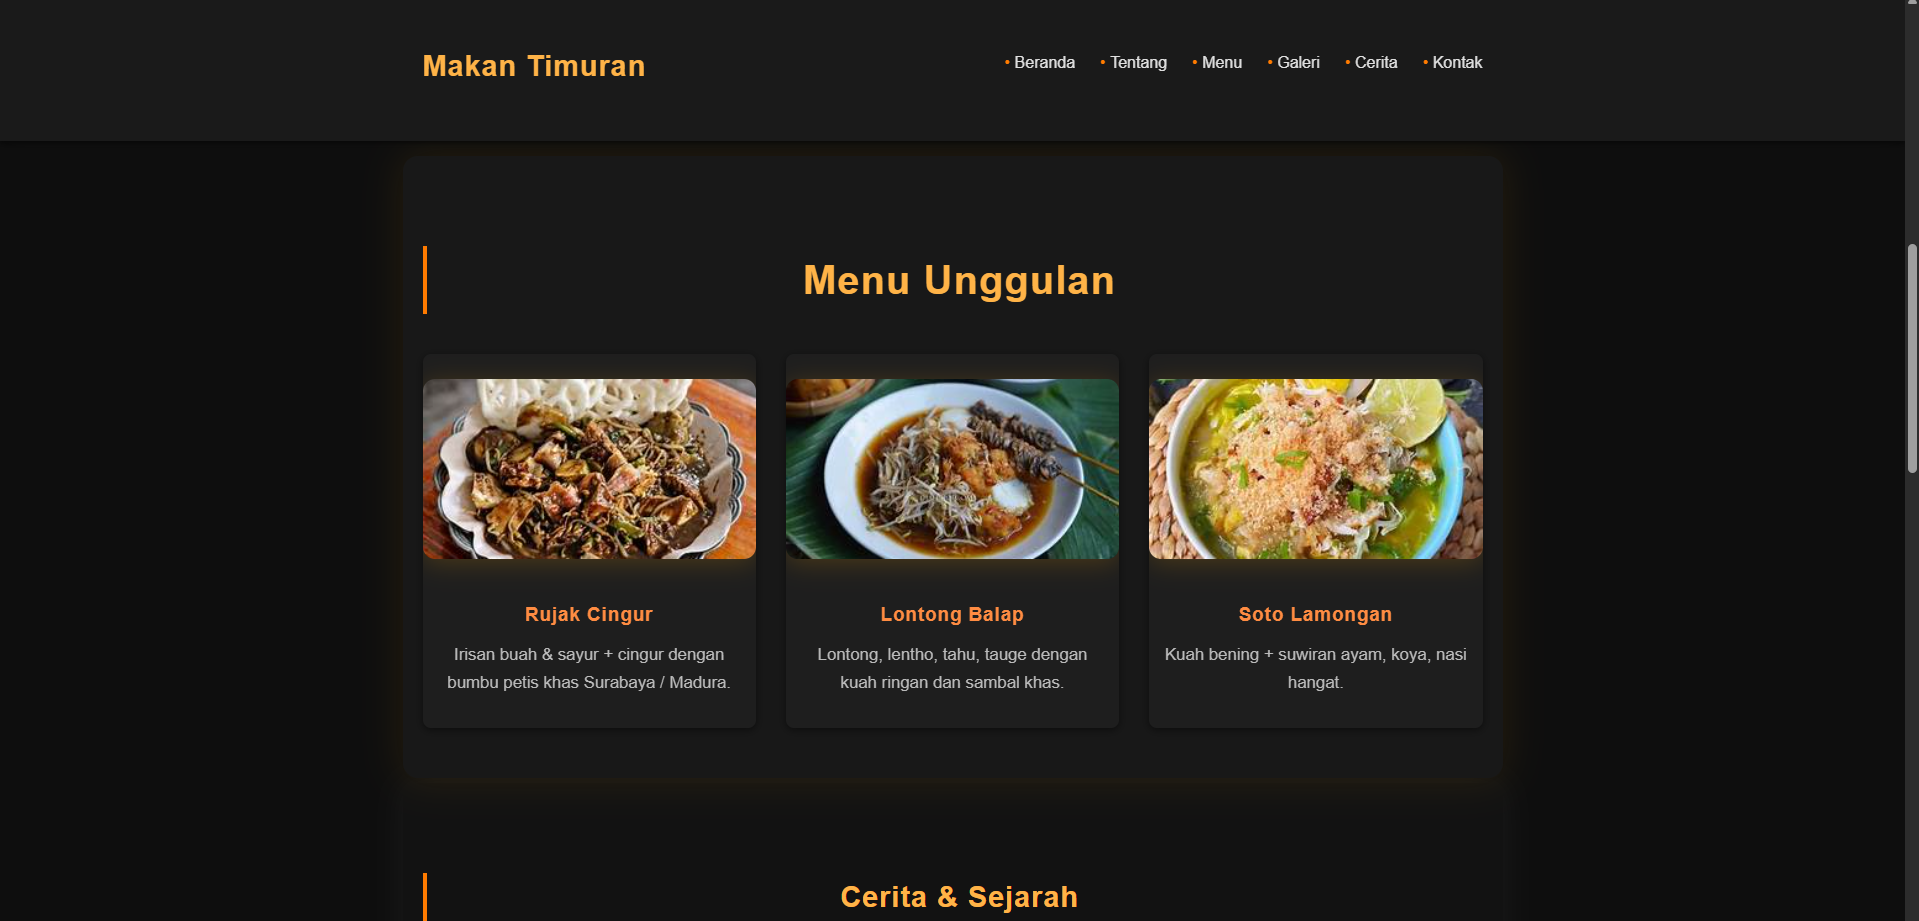 Makan Timuran
• Beranda • Tentang • Menu • Galeri • Cerita • Kontak
Menu Unggulan
Rujak Cingur
Irisan buah & sayur + cingur dengan
bumbu petis khas Surabaya / Madura.
Lontong Balap
Lontong, lentho, tahu, tauge dengan
kuah ringan dan sambal khas.
Soto Lamongan
Kuah bening + suwiran ayam, koya, nasi
hangat.
Cerita & Sejarah